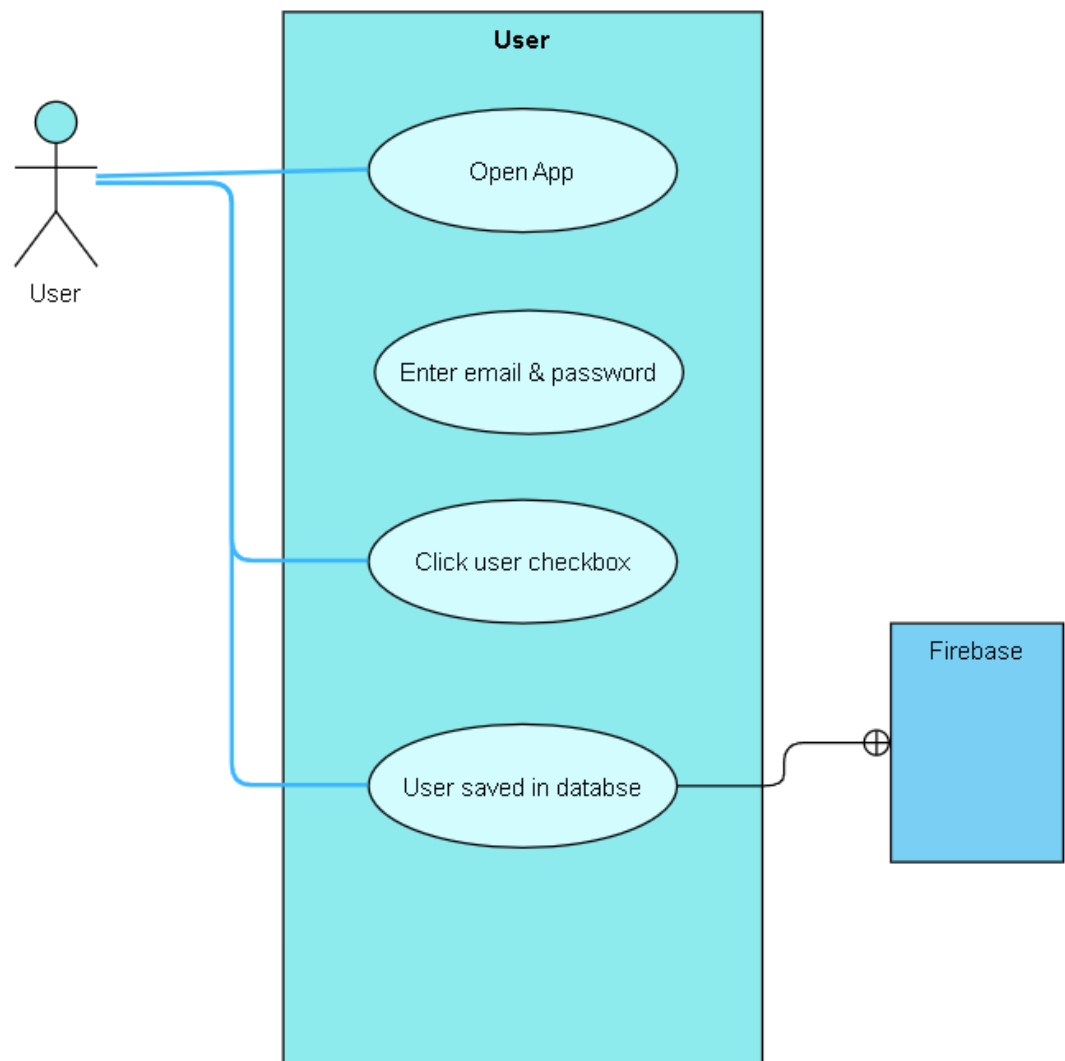 User
Open App
User
Enter email & password
Click user checkbox
Firebase
User saved in databse